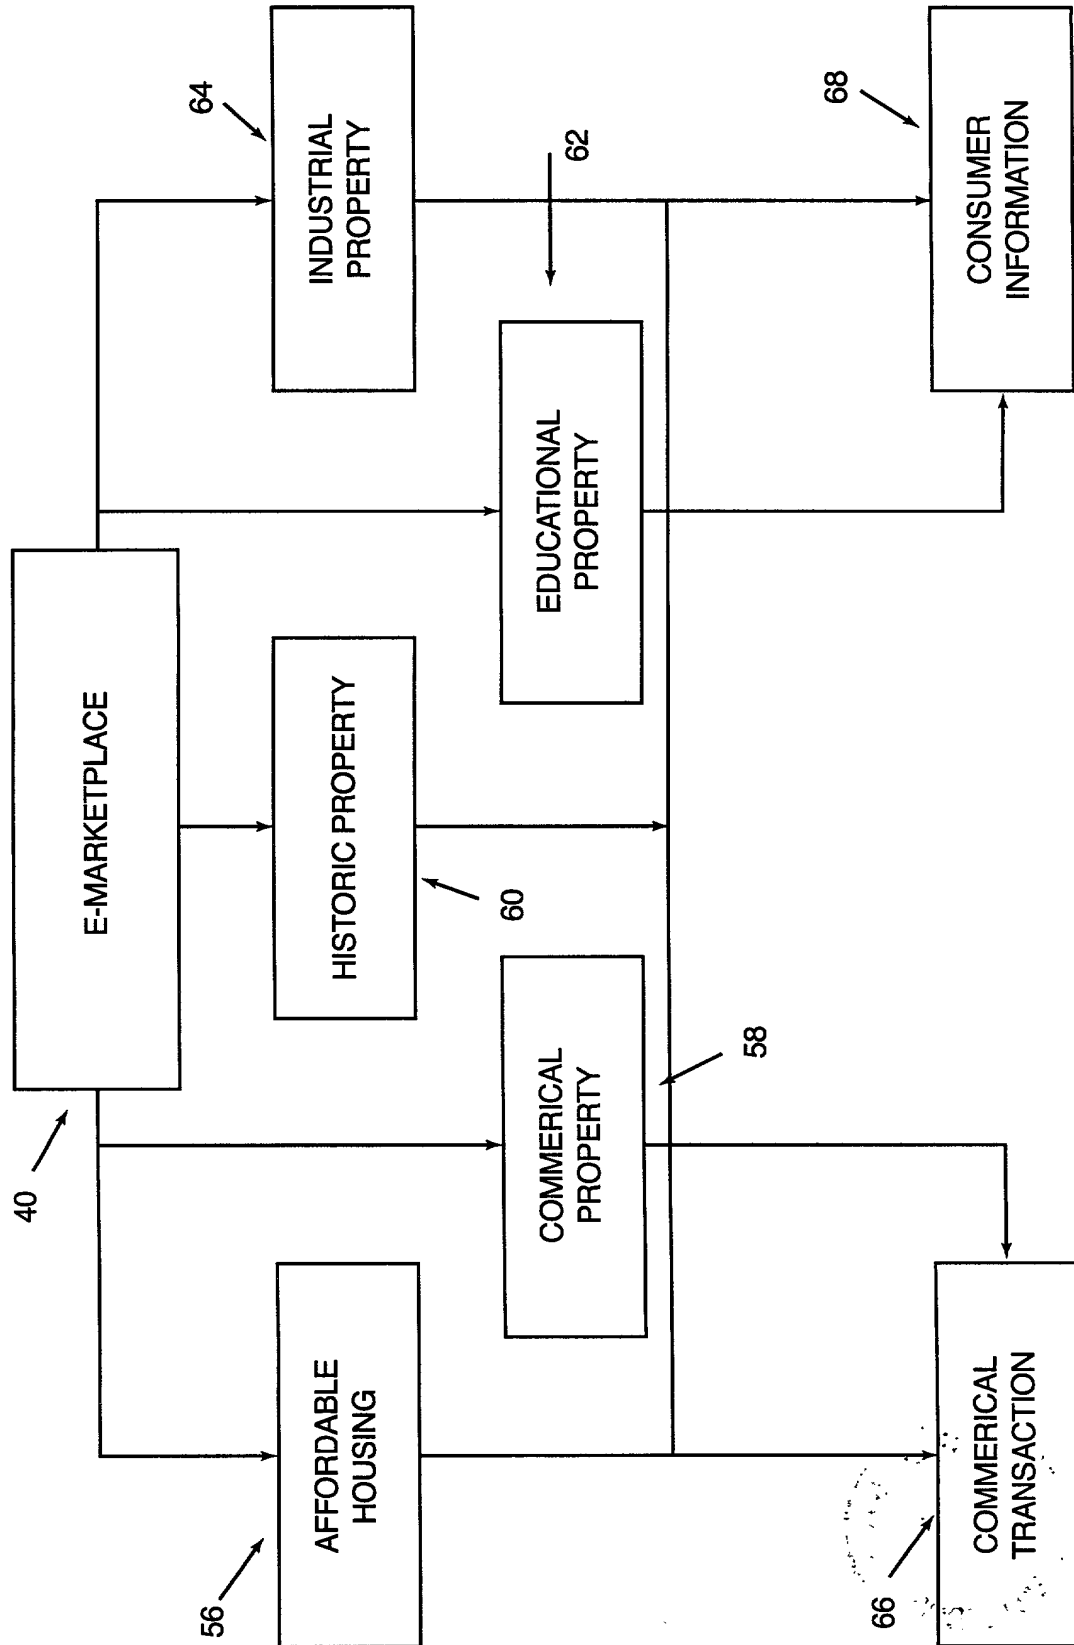 40
E-MARKETPLACE
56
AFFORDABLE
HOUSING
HISTORIC PROPERTY
60
64
INDUSTRIAL
PROPERTY
COMMERICAL
PROPERTY
58
EDUCATIONAL
PROPERTY
62
66
COMMERICAL
TRANSACTION
68
CONSUMER
INFORMATION